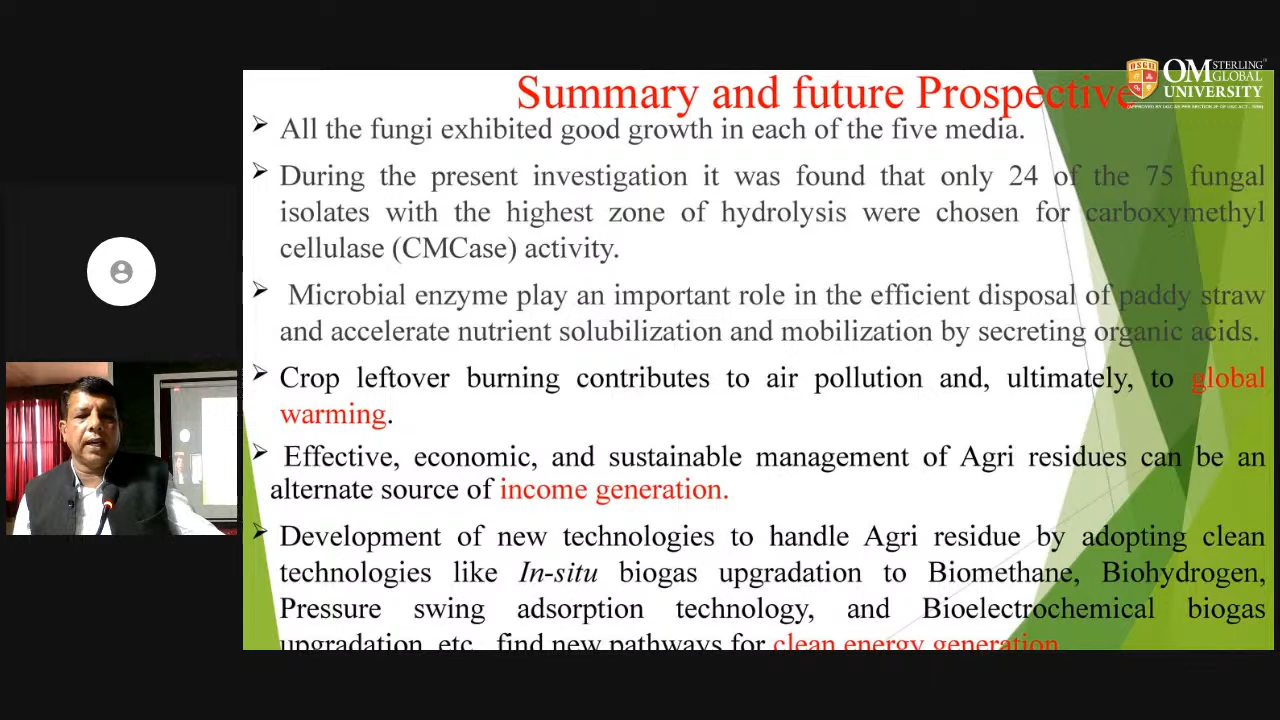 OM STERLING GLOBAL UNIVERSITY
Summary and future Prospective
All the fungi exhibited good growth in each of the five media.
During the present investigation it was found that only 24 of the 75 fungal
isolates with the highest zone of hydrolysis were chosen for carboxymethyl
cellulase (CMCase) activity.
Microbial enzyme play an important role in the efficient disposal of paddy straw
and accelerate nutrient solubilization and mobilization by secreting organic acids.
Crop leftover burning contributes to air pollution and, ultimately, to global
warming.
Effective, economic, and sustainable management of Agri residues can be an
alternate source of income generation.
Development of new technologies to handle Agri residue by adopting clean
technologies like In-situ biogas upgradation to Biomethane, Biohydrogen,
Pressure swing adsorption technology, and Bioelectrochemical biogas
upgradation, etc., find new pathways for clean energy generation